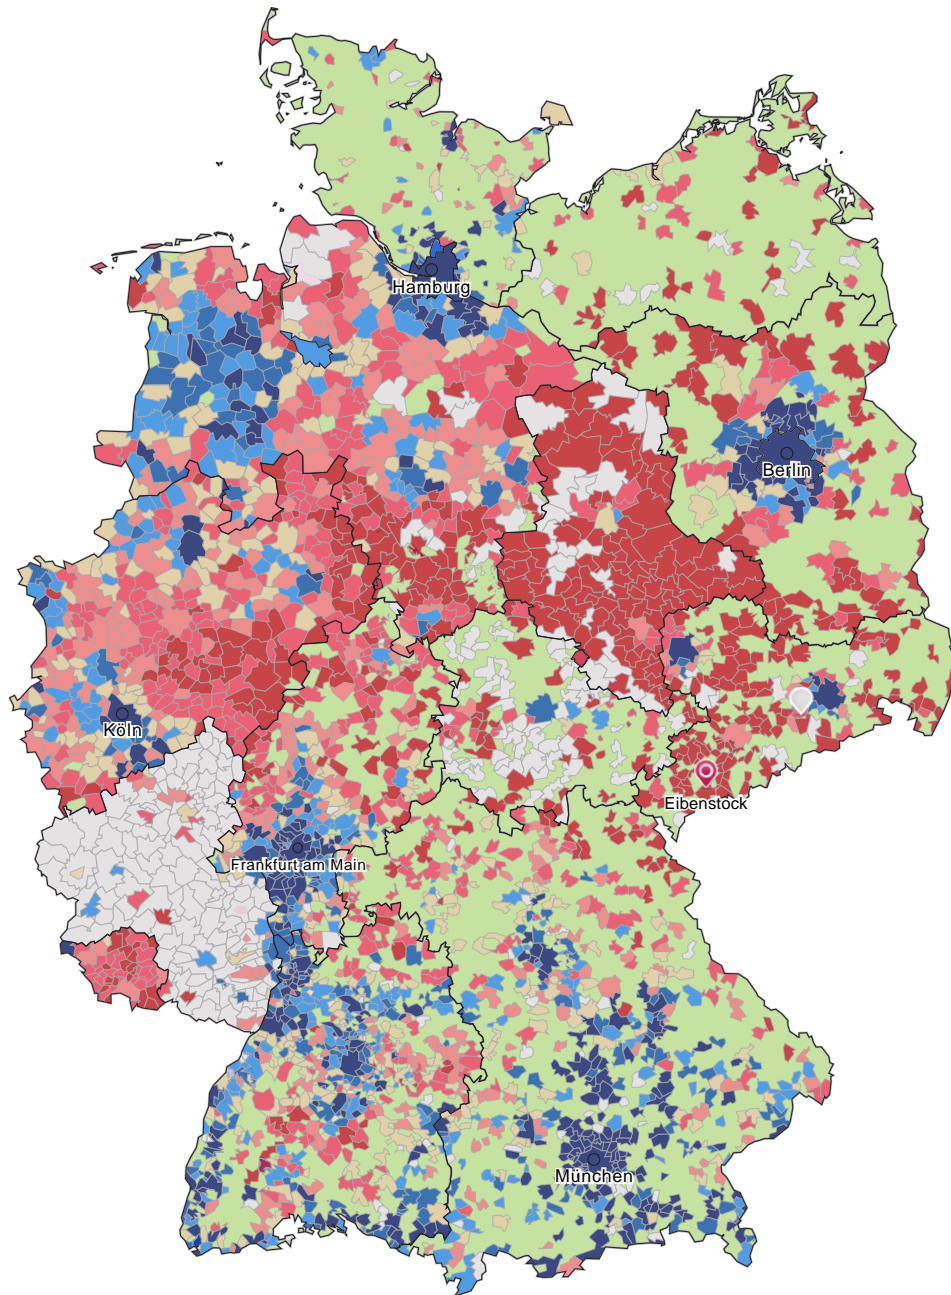 Hamburg
Berlin
Köln
Eibenstock
Frankfurt am Main
München